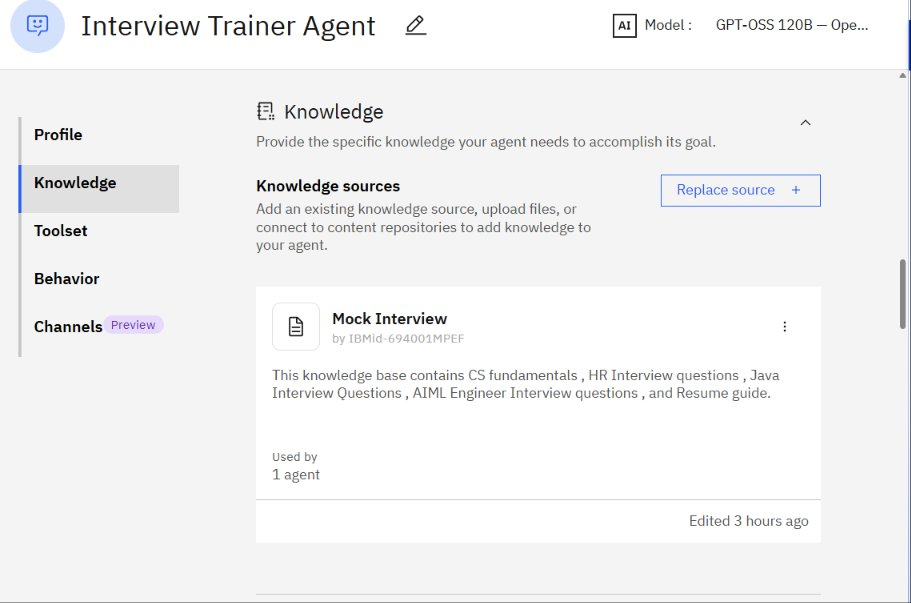 Interview Trainer Agent
AI Model : GPT-OSS 120B — Ope...
Profile
Knowledge
Toolset
Behavior
Channels Preview
Knowledge
Provide the specific knowledge your agent needs to accomplish its goal.
Knowledge sources
Replace source +
Add an existing knowledge source, upload files, or
connect to content repositories to add knowledge to
your agent.
Mock Interview
by IBMid-694001MPEF
This knowledge base contains CS fundamentals , HR Interview questions , Java
Interview Questions , AIML Engineer Interview questions , and Resume guide.
Used by
1 agent
Edited 3 hours ago